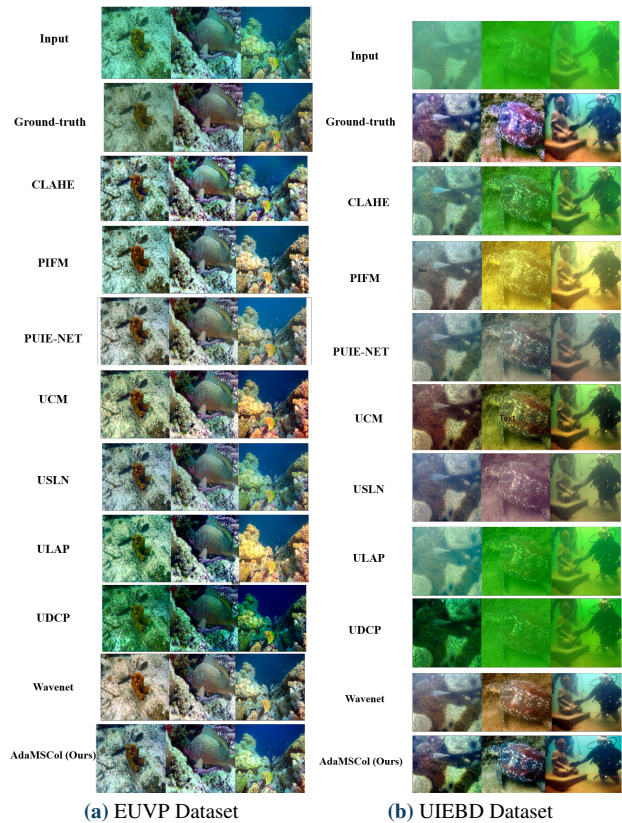 Input
Ground-truth
CLAHE
PIFM
PUIE-NET
UCM
USLN
ULAP
UDCP
Wavenet
AdaMSCol (Ours)
(a) EUVP Dataset
Input
Ground-truth
CLAHE
PIFM
PUIE-NET
UCM
Text
USLN
ULAP
UDCP
Wavenet
AdaMSCol (Ours)
(b) UIEBD Dataset